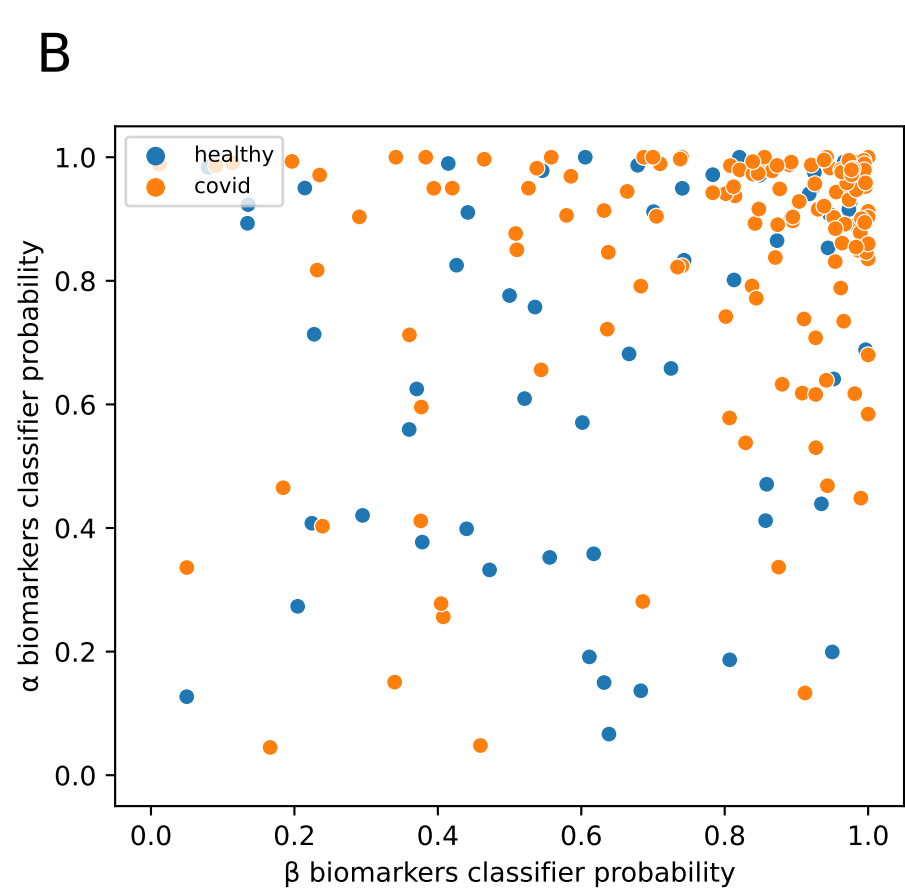 B
α biomarkers classifier probability
1.0
0.8
0.6
0.4
0.2
0.0
healthy
covid
0.0 0.2 0.4 0.6 0.8 1.0
β biomarkers classifier probability